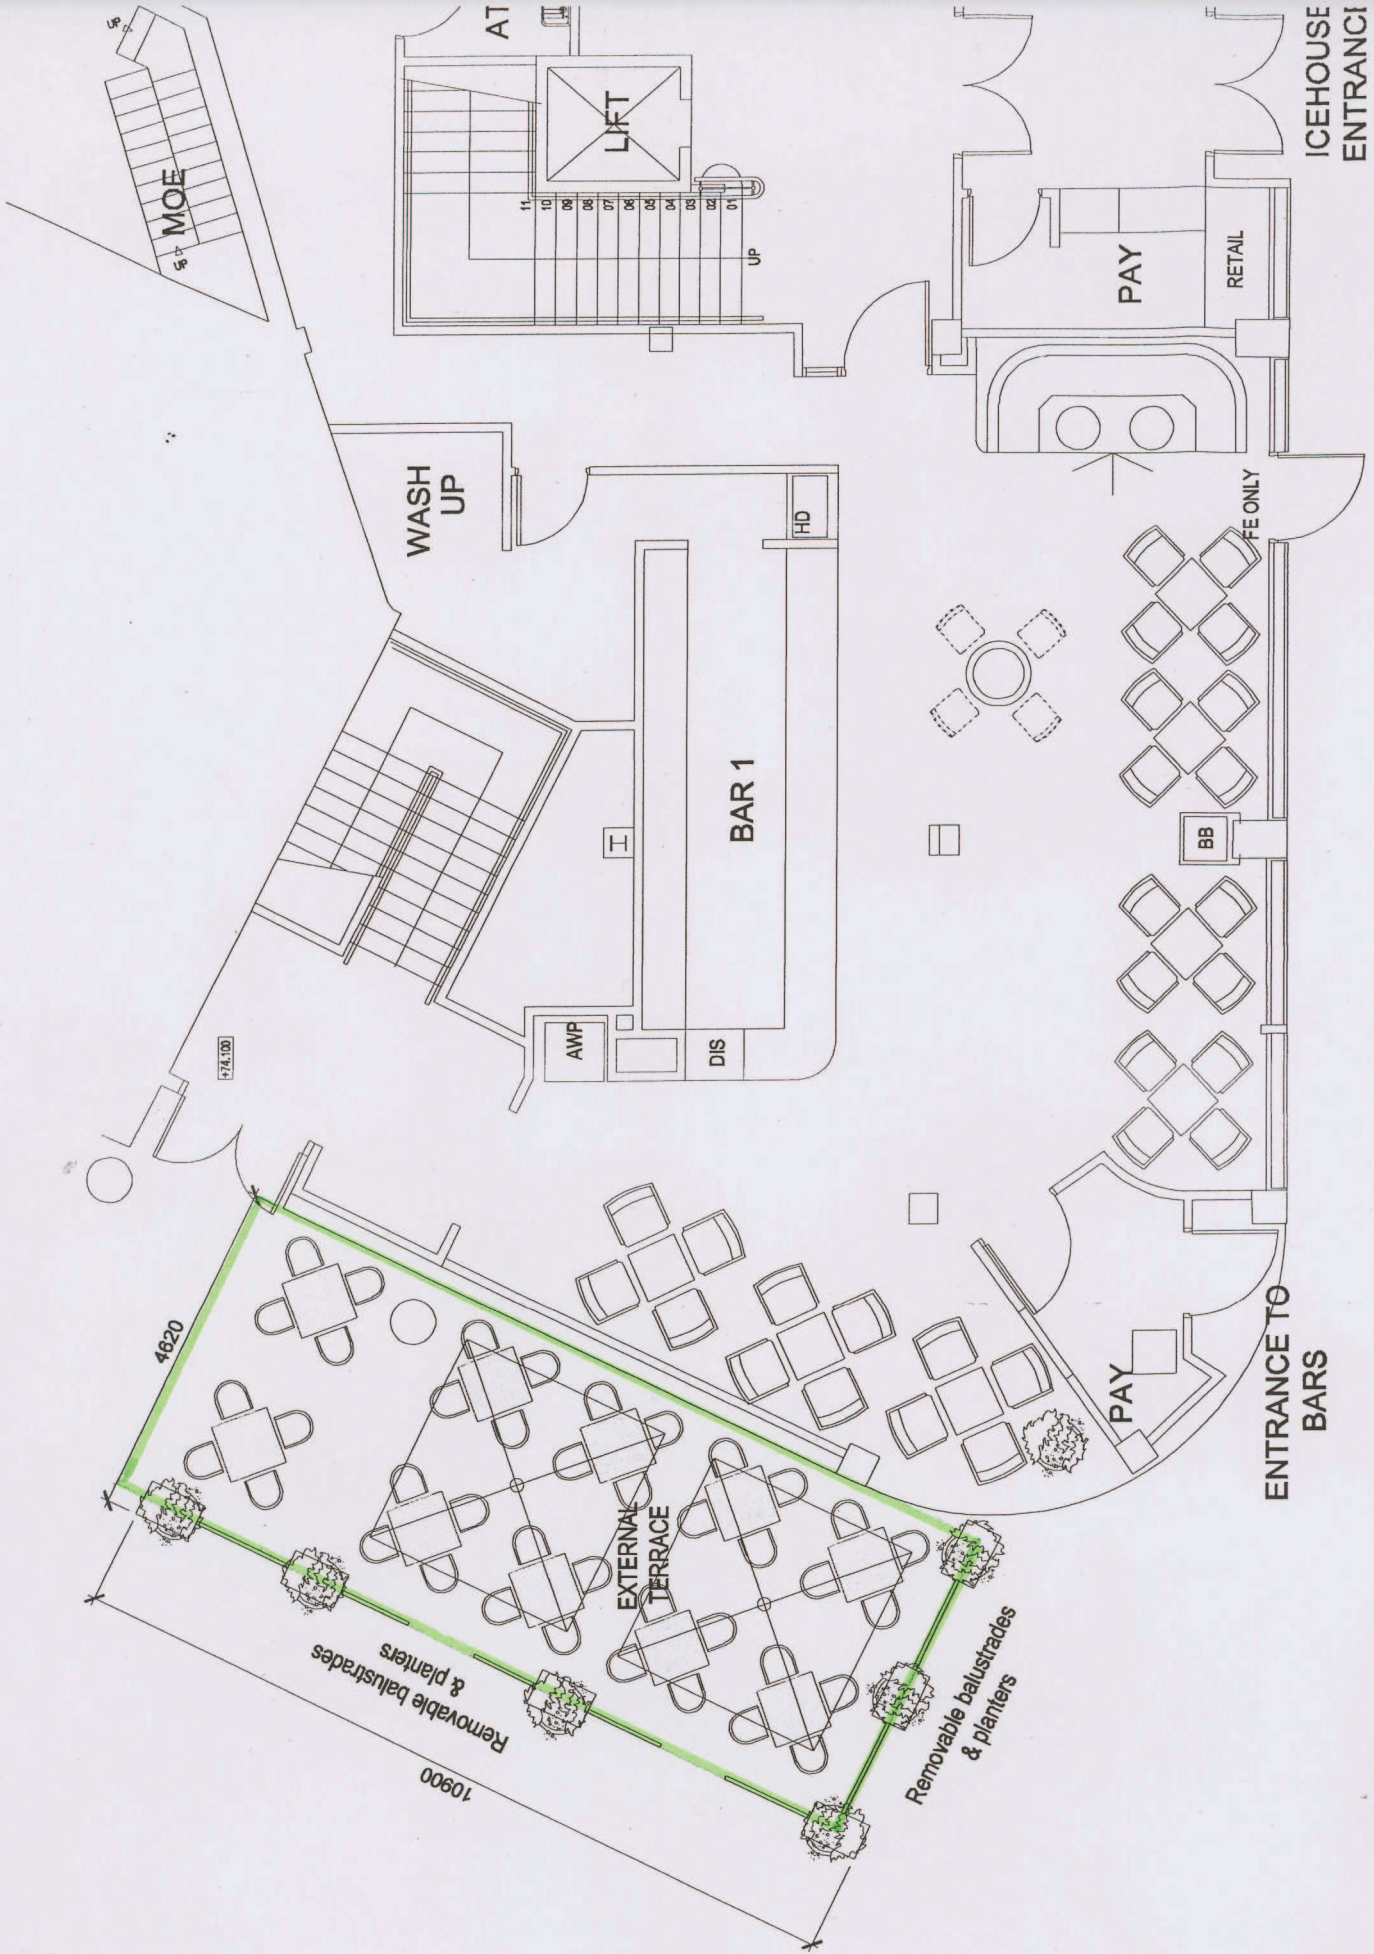 UP
MOE
UP
AT
LIFT
11
10
09
08
07
06
05
04
03
02
01
UP
ICEHOUSE
PAY
RETAIL
WASH
UP
HD
FE ONLY
BAR 1
BB
AWP
DIS
+74.100
4620
EXTERNAL
TERRACE
PAY
ENTRANCE TO
BARS
Removable balustrades
& planters
10900
Removable balustrades
& planters